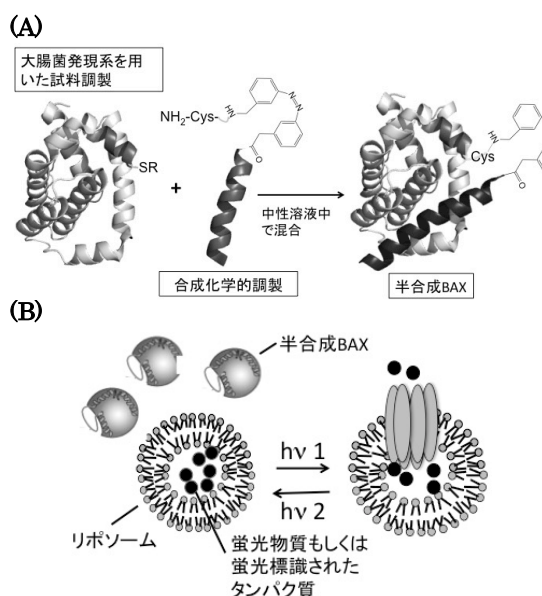 (A)
大腸菌発現系を用
いた試料調製
NH₂-Cys-
HN
N
N
O
SR
+
中性溶液中
で混合
合成化学的調製
Cys
HN
O
半合成BAX
(B)
半合成BAX
hν 1
hν 2
リポソーム
蛍光物質もしくは
蛍光標識された
タンパク質